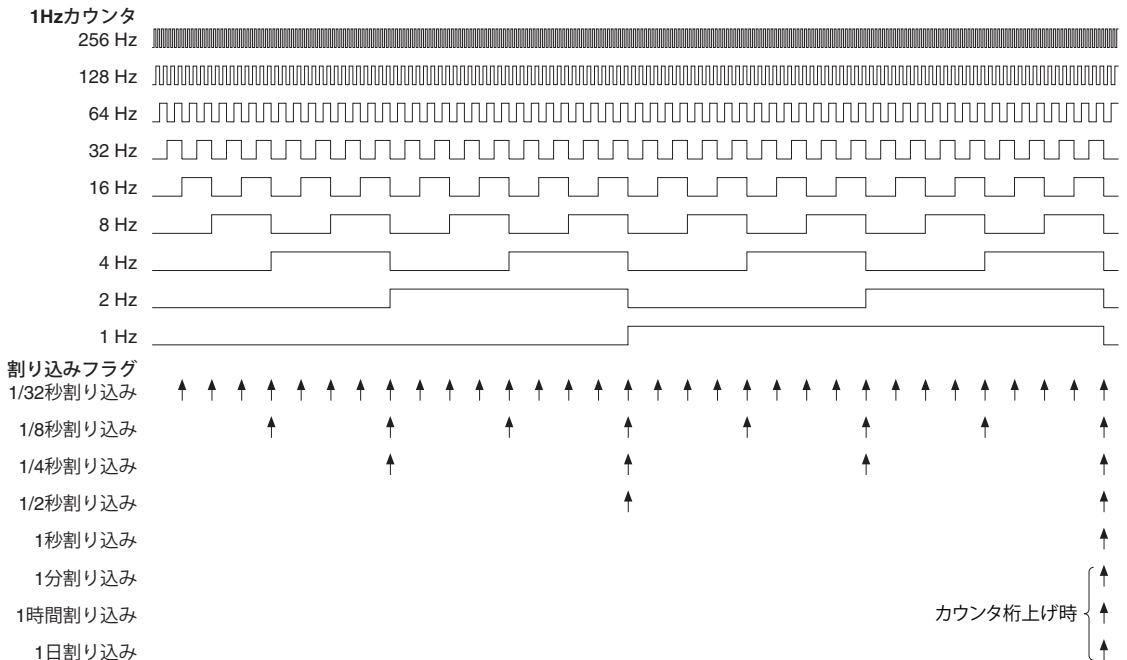 1Hzカウンタ
256 Hz
128 Hz
64 Hz
32 Hz
16 Hz
8 Hz
4 Hz
2 Hz
1 Hz
割り込みフラグ
1/32秒割り込み
1/8秒割り込み
1/4秒割り込み
1/2秒割り込み
1秒割り込み
1分割り込み
1時間割り込み
カウンタ桁上げ時
1日割り込み